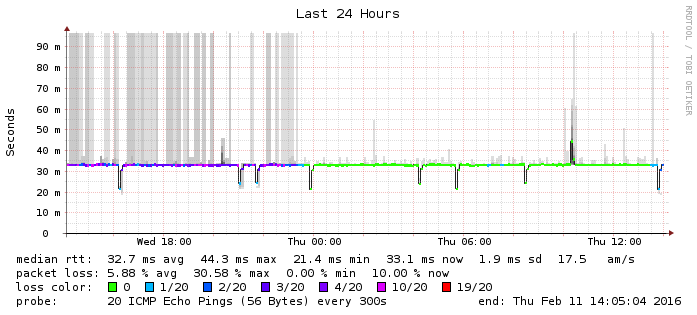 Last 24 Hours
RRDTOOL / TOBI OETIKER
Seconds
90 m
80 m
70 m
60 m
50 m
40 m
30 m
20 m
10 m
0
Wed 18:00 Thu 00:00 Thu 06:00 Thu 12:00
median rtt: 32.7 ms avg 44.3 ms max 21.4 ms min 33.1 ms now 1.9 ms sd 17.5 am/s
packet loss: 5.88 % avg 30.58 % max 0.00 % min 10.00 % now
loss color: 0 1/20 2/20 3/20 4/20 10/20 19/20
probe: 20 ICMP Echo Pings (56 Bytes) every 300s end: Thu Feb 11 14:05:04 2016